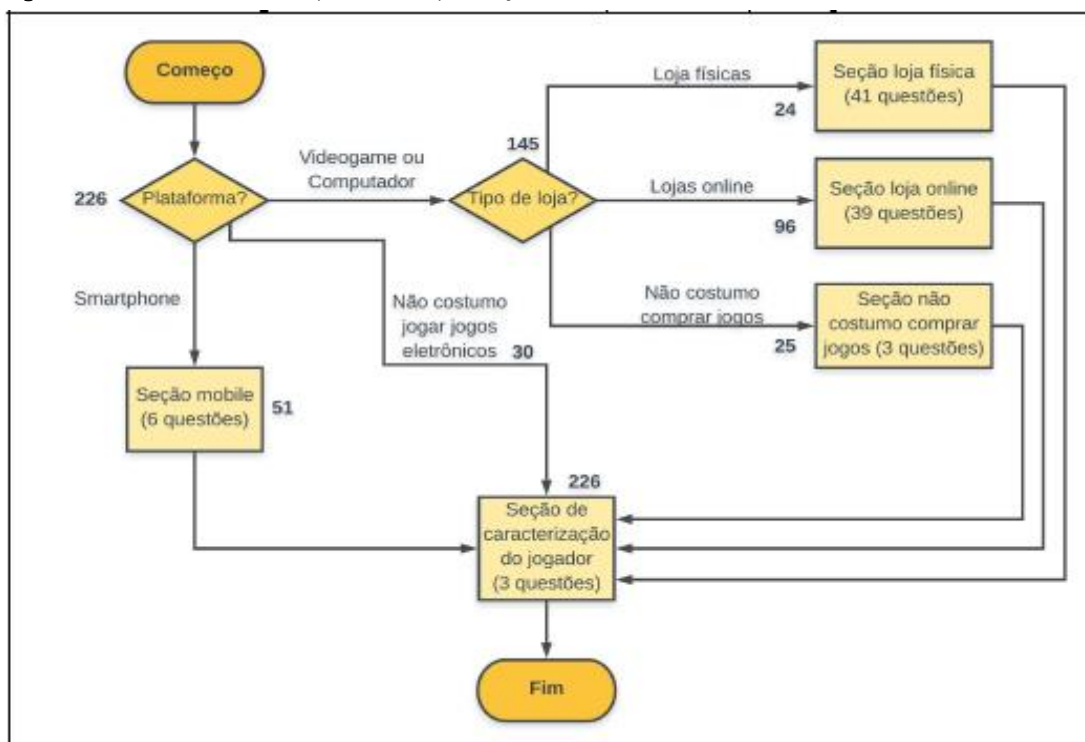 Começo
Plataforma?
226
Videogame ou
Computador
145
Tipo de loja?
Loja físicas
24
Seção loja física
(41 questões)
Lojas online
96
Seção loja online
(39 questões)
Não costumo
comprar jogos
25
Seção não
costumo comprar
jogos (3 questões)
Smartphone
Não costumo
jogar jogos
eletrônicos
30
Seção mobile
(6 questões)
51
226
Seção de
caracterização
do jogador
(3 questões)
Fim